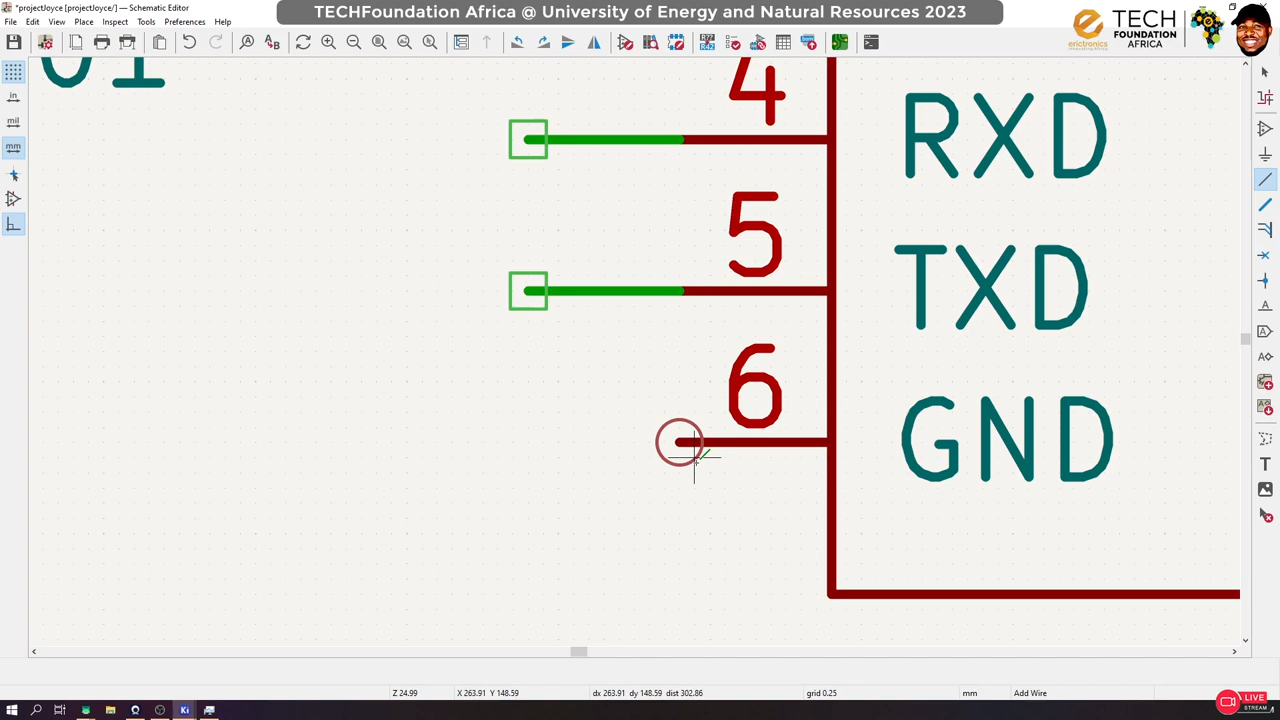 *projectJoyce [projectJoyce/] — Schematic Editor
TECHFoundation Africa @ University of Energy and Natural Resources 2023
File Edit View Place Inspect Tools Preferences Help
erictronics
TECH
FOUNDATION
AFRICA
in
mil
mm
4
RXD
5
TXD
6
GND
Z 24.99
X 263.91 Y 148.59
dx 263.91 dy 148.59 dist 302.86
grid 0.25
mm
Add Wire
LIVE
STREAM